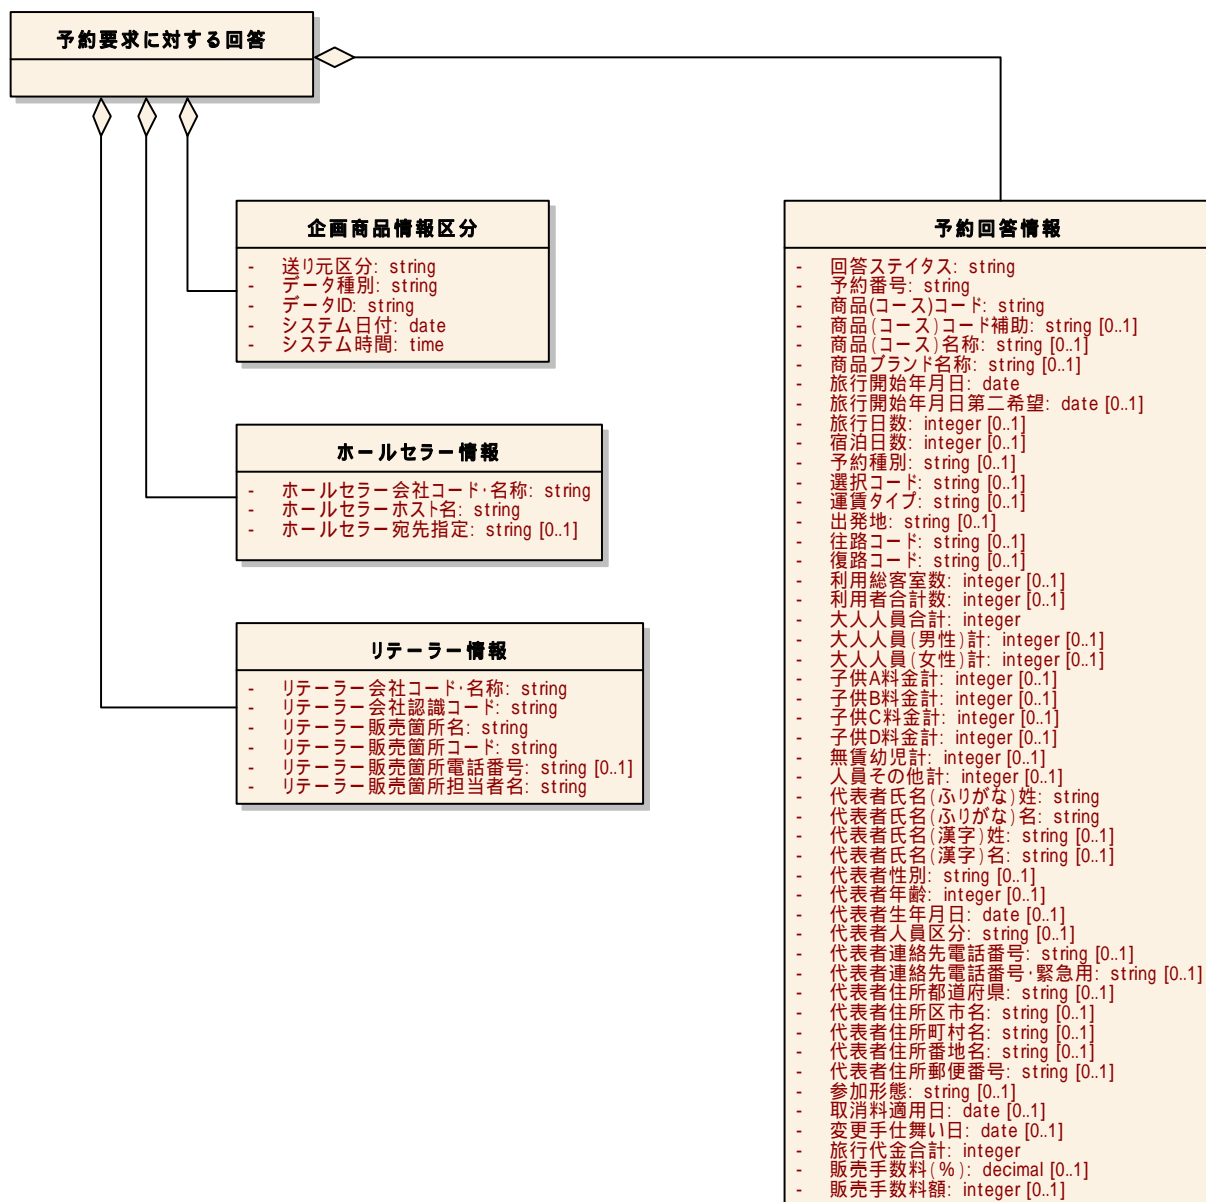 予約要求に対する回答
企画商品情報区分
- 送り元区分: string
- データ種別: string
- データID: string
- システム日付: date
- システム時間: time
ホールセラー情報
- ホールセラー会社コード・名称: string
- ホールセラーホスト名: string
- ホールセラー宛先指定: string [0..1]
リテーラー情報
- リテーラー会社コード・名称: string
- リテーラー会社認識コード: string
- リテーラー販売箇所名: string
- リテーラー販売箇所コード: string
- リテーラー販売箇所電話番号: string [0..1]
- リテーラー販売箇所担当者名: string
予約回答情報
- 回答ステイタス: string
- 予約番号: string
- 商品(コース)コード: string
- 商品(コース)コード補助: string [0..1]
- 商品(コース)名称: string [0..1]
- 商品ブランド名称: string [0..1]
- 旅行開始年月日: date
- 旅行開始年月日第二希望: date [0..1]
- 旅行日数: integer [0..1]
- 宿泊日数: integer [0..1]
- 予約種別: string [0..1]
- 選択コード: string [0..1]
- 運賃タイプ: string [0..1]
- 出発地: string [0..1]
- 往路コード: string [0..1]
- 復路コード: string [0..1]
- 利用総客室数: integer [0..1]
- 利用者合計数: integer [0..1]
- 大人人員合計: integer
- 大人人員(男性)計: integer [0..1]
- 大人人員(女性)計: integer [0..1]
- 子供A料金計: integer [0..1]
- 子供B料金計: integer [0..1]
- 子供C料金計: integer [0..1]
- 子供D料金計: integer [0..1]
- 無賃幼児計: integer [0..1]
- 人員その他計: integer [0..1]
- 代表者氏名(ふりがな)姓: string
- 代表者氏名(ふりがな)名: string
- 代表者氏名(漢字)姓: string [0..1]
- 代表者氏名(漢字)名: string [0..1]
- 代表者性別: string [0..1]
- 代表者年齢: integer [0..1]
- 代表者生年月日: date [0..1]
- 代表者人員区分: string [0..1]
- 代表者連絡先電話番号: string [0..1]
- 代表者連絡先電話番号・緊急用: string [0..1]
- 代表者住所都道府県: string [0..1]
- 代表者住所区市名: string [0..1]
- 代表者住所町村名: string [0..1]
- 代表者住所番地名: string [0..1]
- 代表者住所郵便番号: string [0..1]
- 参加形態: string [0..1]
- 取消料適用日: date [0..1]
- 変更手仕舞い日: date [0..1]
- 旅行代金合計: integer
- 販売手数料(%): decimal [0..1]
- 販売手数料額: integer [0..1]